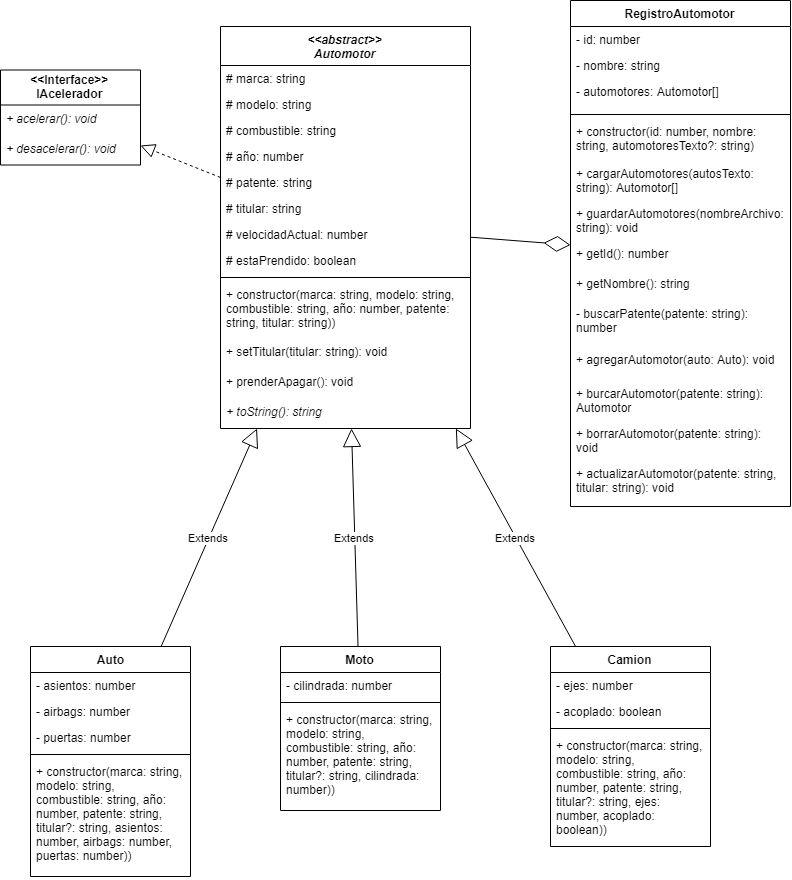 <<Interface>>
IAcelerador
+ acelerar(): void
+ desacelerar(): void
<<abstract>>
Automotor
# marca: string
# modelo: string
# combustible: string
# año: number
# patente: string
# titular: string
# velocidadActual: number
# estaPrendido: boolean
+ constructor(marca: string, modelo: string,
combustible: string, año: number, patente:
string, titular: string))
+ setTitular(titular: string): void
+ prenderApagar(): void
+ toString(): string
RegistroAutomotor
- id: number
- nombre: string
- automotores: Automotor[]
+ constructor(id: number, nombre:
string, automotoresTexto?: string)
+ cargarAutomotores(autosTexto:
string): Automotor[]
+ guardarAutomotores(nombreArchivo:
string): void
+ getId(): number
+ getNombre(): string
- buscarPatente(patente: string):
number
+ agregarAutomotor(auto: Auto): void
+ burcarAutomotor(patente: string):
Automotor
+ borrarAutomotor(patente: string):
void
+ actualizarAutomotor(patente: string,
titular: string): void
Extends
Extends
Extends
Auto
- asientos: number
- airbags: number
- puertas: number
+ constructor(marca: string,
modelo: string,
combustible: string, año:
number, patente: string,
titular?: string, asientos:
number, airbags: number,
puertas: number))
Moto
- cilindrada: number
+ constructor(marca: string,
modelo: string,
combustible: string, año:
number, patente: string,
titular?: string, cilindrada:
number))
Camion
- ejes: number
- acoplado: boolean
+ constructor(marca: string,
modelo: string,
combustible: string, año:
number, patente: string,
titular?: string, ejes:
number, acoplado:
boolean))